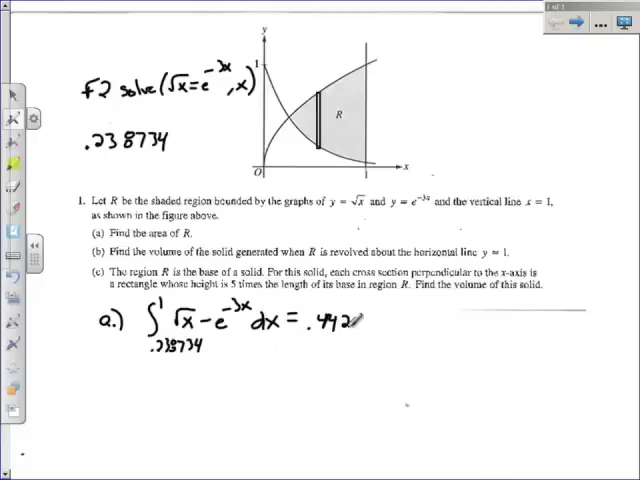 1 of 1
y
F2 solve(√x=e^-3x,x)
1
.238734
R
O
1
x
1. Let R be the shaded region bounded by the graphs of y = √x and y = e^-3x and the vertical line x = 1,
as shown in the figure above.
(a) Find the area of R.
(b) Find the volume of the solid generated when R is revolved about the horizontal line y = 1.
(c) The region R is the base of a solid. For this solid, each cross section perpendicular to the x-axis is
a rectangle whose height is 5 times the length of its base in region R. Find the volume of this solid.
a.) ∫_.238734^1 √x - e^-3x dx = .442